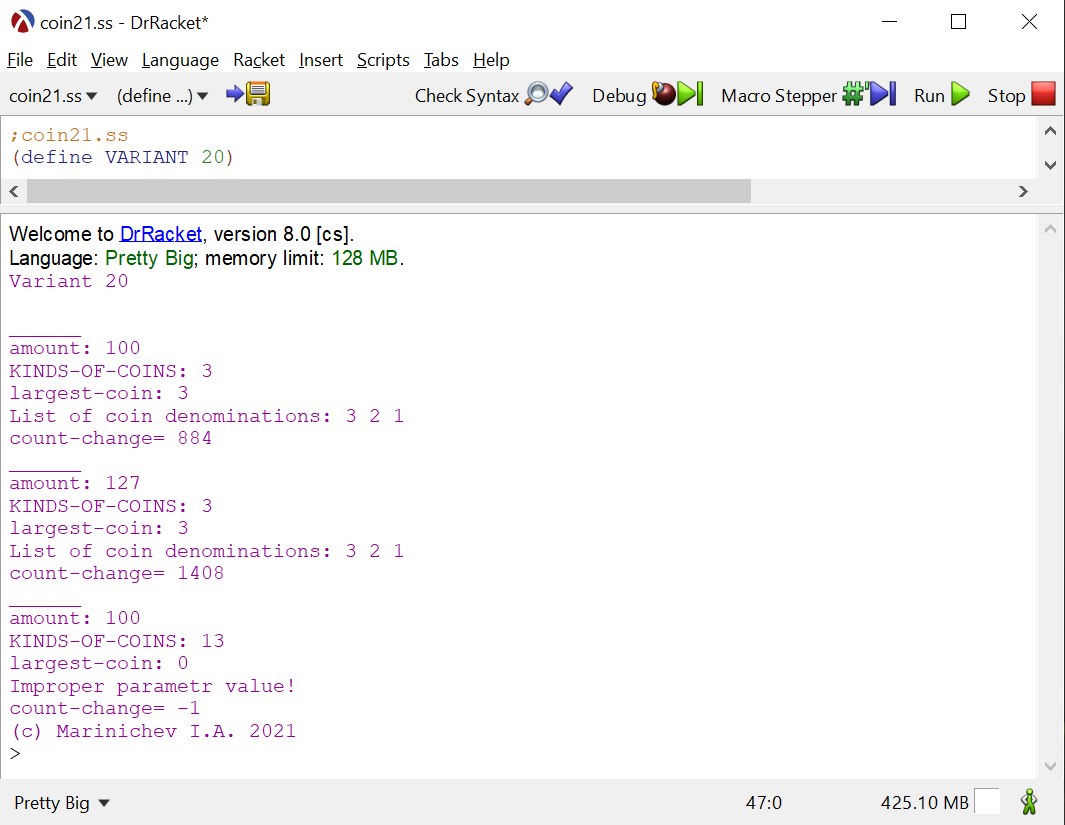 coin21.ss - DrRacket*
File Edit View Language Racket Insert Scripts Tabs Help
coin21.ss (define ...) Check Syntax Debug Macro Stepper #' Run Stop
;coin21.ss
(define VARIANT 20)
Welcome to DrRacket, version 8.0 [cs].
Language: Pretty Big; memory limit: 128 MB.
Variant 20
______
amount: 100
KINDS-OF-COINS: 3
largest-coin: 3
List of coin denominations: 3 2 1
count-change= 884
______
amount: 127
KINDS-OF-COINS: 3
largest-coin: 3
List of coin denominations: 3 2 1
count-change= 1408
______
amount: 100
KINDS-OF-COINS: 13
largest-coin: 0
Improper parametr value!
count-change= -1
(c) Marinichev I.A. 2021
>
Pretty Big 47:0 425.10 MB